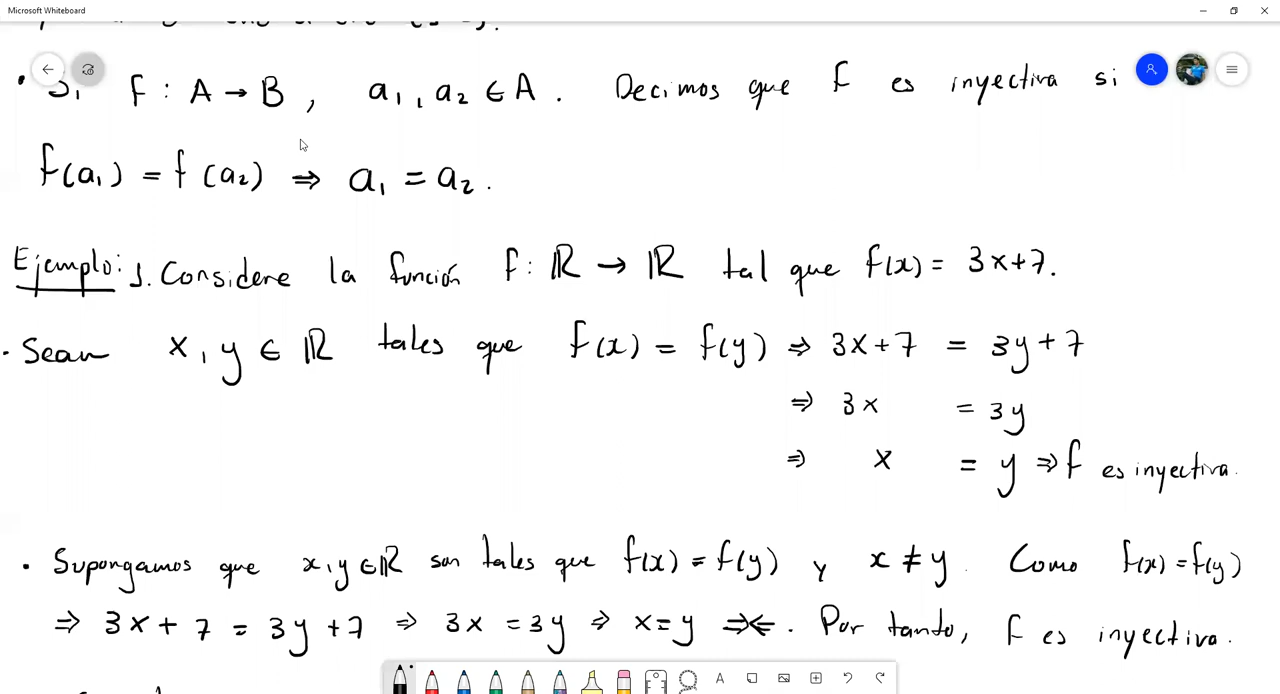 Microsoft Whiteboard
• Si f : A → B , a₁, a₂ ∈ A . Decimos que f es inyectiva si
f(a₁) = f(a₂) ⇒ a₁ = a₂ .
Ejemplo: 1. Considere la función f: ℝ → ℝ tal que f(x) = 3x+7.
• Sean x, y ∈ ℝ tales que f(x) = f(y) ⇒ 3x+7 = 3y+7
⇒ 3x = 3y
⇒ x = y ⇒ f es inyectiva.
• Supongamos que x,y ∈ ℝ son tales que f(x) = f(y) y x ≠ y. Como f(x) = f(y)
⇒ 3x + 7 = 3y +7 ⇒ 3x = 3y ⇒ x = y ⇒⇐. Por tanto, f es inyectiva.